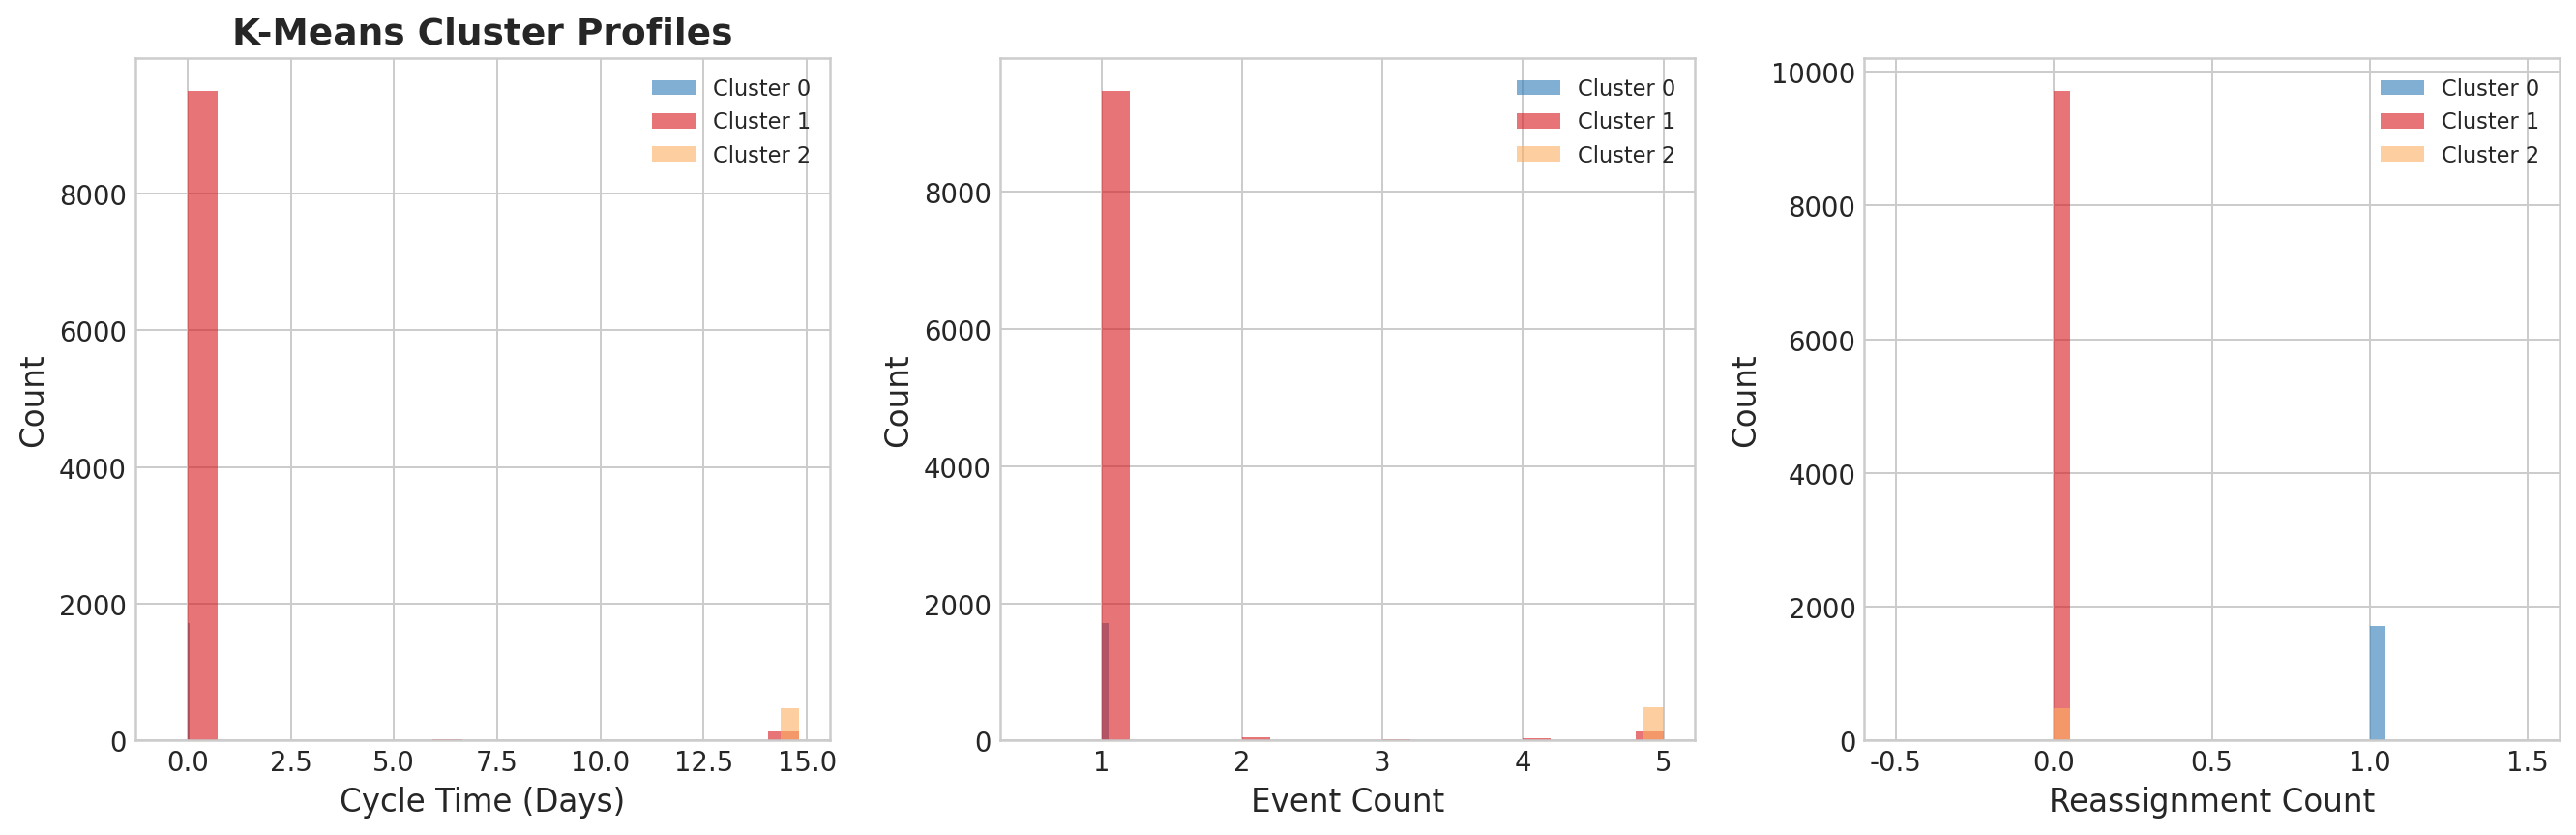 K-Means Cluster Profiles
Count
8000
6000
4000
2000
0
0.0 2.5 5.0 7.5 10.0 12.5 15.0
Cycle Time (Days)
Cluster 0
Cluster 1
Cluster 2
Count
8000
6000
4000
2000
0
1 2 3 4 5
Event Count
Cluster 0
Cluster 1
Cluster 2
Count
10000
8000
6000
4000
2000
0
-0.5 0.0 0.5 1.0 1.5
Reassignment Count
Cluster 0
Cluster 1
Cluster 2